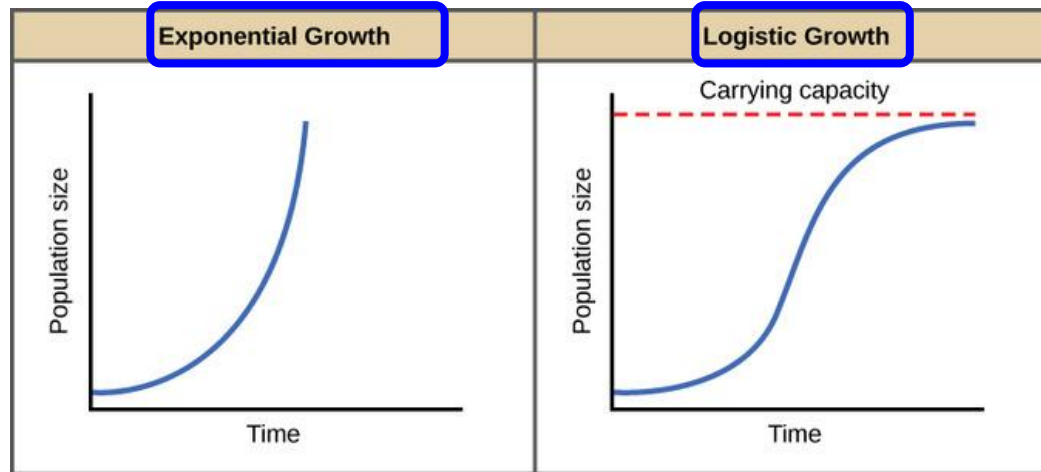 Exponential Growth
Population size
Time
Logistic Growth
Carrying capacity
Population size
Time